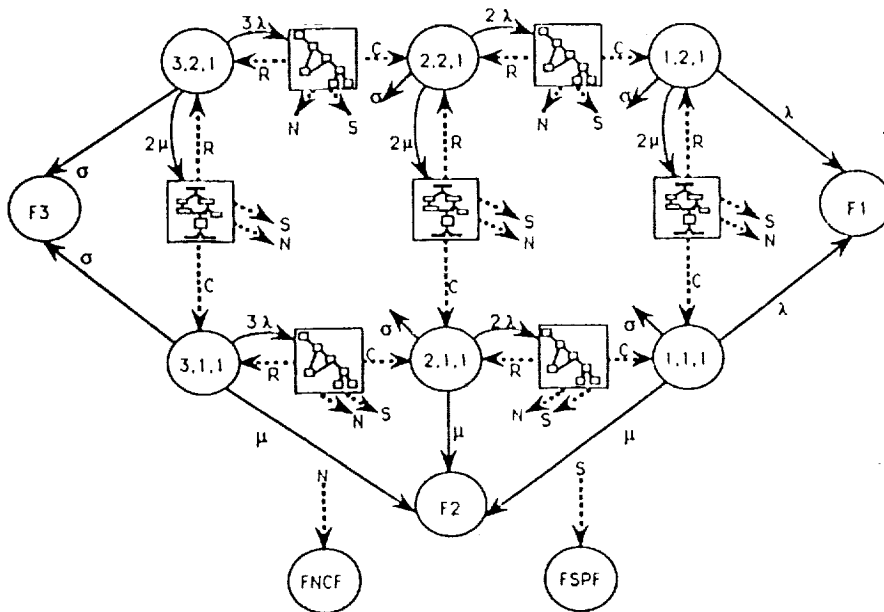 3λ
2λ
3,2,1
R
C
2,2,1
R
C
1,2,1
N
S
σ
N
S
σ
λ
2μ
R
2μ
R
2μ
R
σ
F3
S
N
S
N
S
N
F1
σ
C
C
C
λ
3λ
σ
2λ
σ
3,1,1
R
C
2,1,1
R
C
1,1,1
N
S
N
S
μ
μ
μ
N
F2
S
FNCF
FSPF